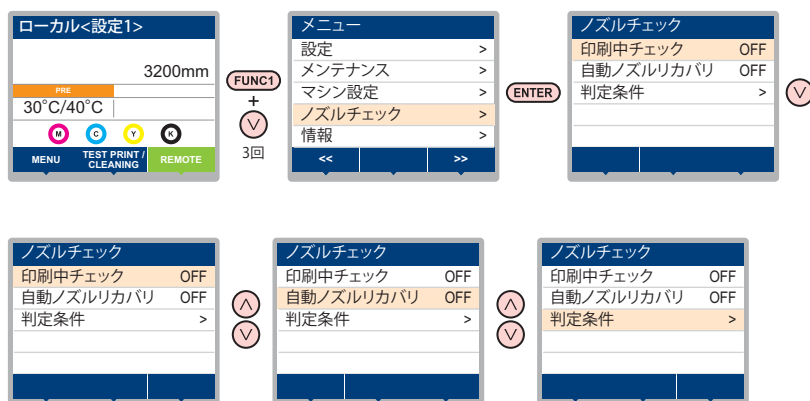 ローカル<設定1>
3200mm
PRE
30°C/40°C
M C Y K
MENU TEST PRINT / CLEANING REMOTE
FUNC1
+
3回
メニュー
設定 >
メンテナンス >
マシン設定 >
ノズルチェック >
情報 >
<< >>
ENTER
ノズルチェック
印刷中チェック OFF
自動ノズルリカバリ OFF
判定条件 >
ノズルチェック
印刷中チェック OFF
自動ノズルリカバリ OFF
判定条件 >
ノズルチェック
印刷中チェック OFF
自動ノズルリカバリ OFF
判定条件 >
ノズルチェック
印刷中チェック OFF
自動ノズルリカバリ OFF
判定条件 >